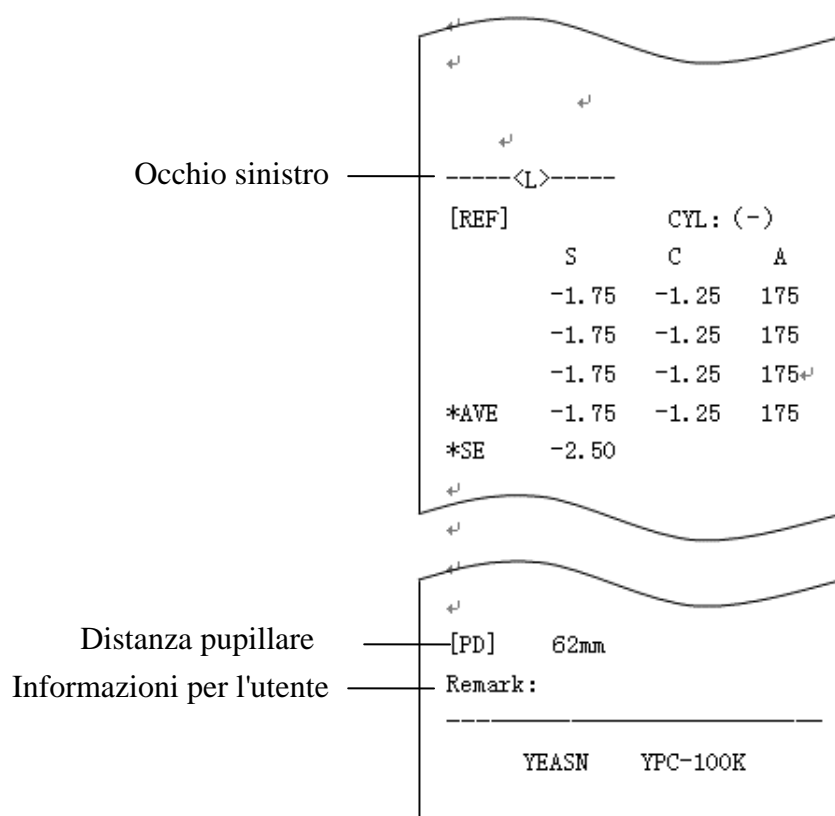 Occhio sinistro
-----<L>-----
[REF] CYL: (-)
S C A
-1.75 -1.25 175
-1.75 -1.25 175
-1.75 -1.25 175
*AVE -1.75 -1.25 175
*SE -2.50
Distanza pupillare
[PD] 62mm
Informazioni per l'utente
Remark:
YEASN YPC-100K